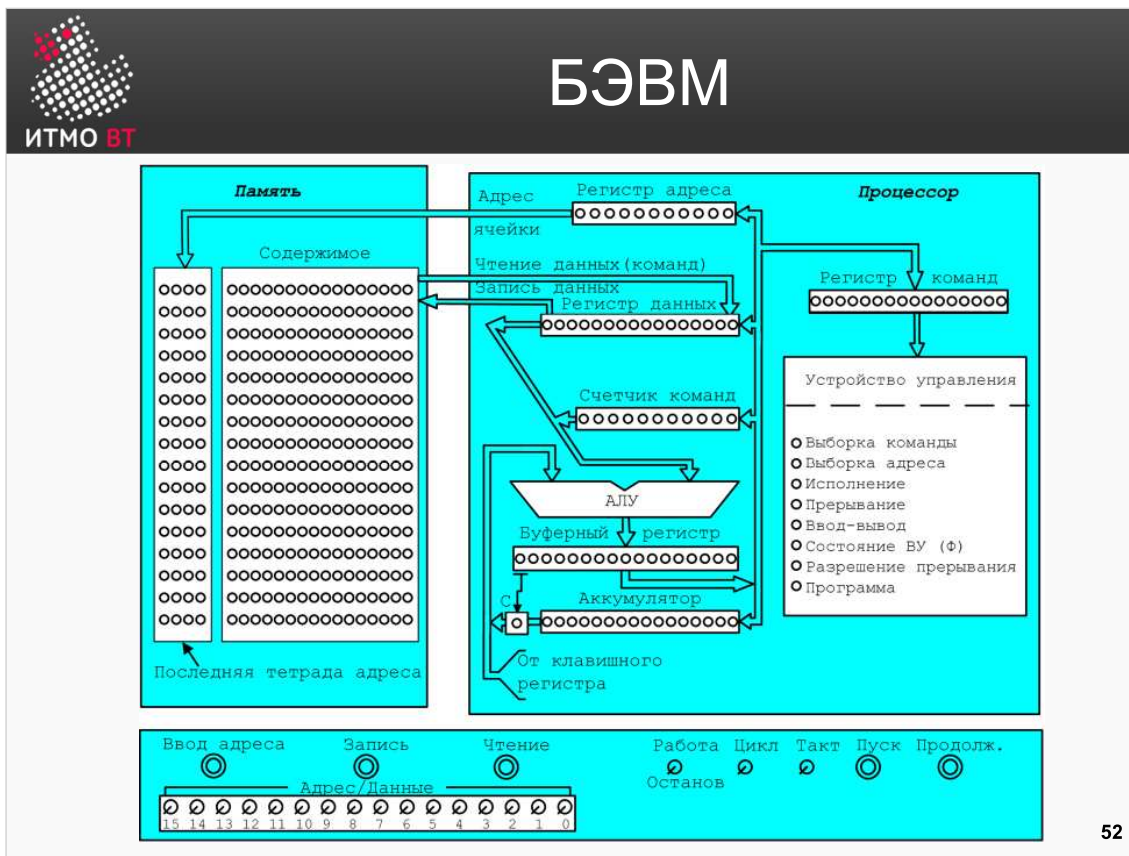 БЭВМ
ИТМО ВТ
Память
Адрес
ячейки
Регистр адреса
Процессор
Содержимое
Чтение данных(команд)
Запись данных
Регистр данных
Регистр команд
Счетчик команд
Устройство управления
АЛУ
Выборка команды
Выборка адреса
Исполнение
Прерывание
Ввод-вывод
Состояние ВУ (Ф)
Разрешение прерывания
Программа
Буферный регистр
С
Аккумулятор
От клавишного
регистра
Последняя тетрада адреса
Ввод адреса
Запись
Чтение
Работа
Цикл
Такт
Пуск
Продолж.
Останов
Адрес/Данные
15 14 13 12 11 10 9 8 7 6 5 4 3 2 1 0
52